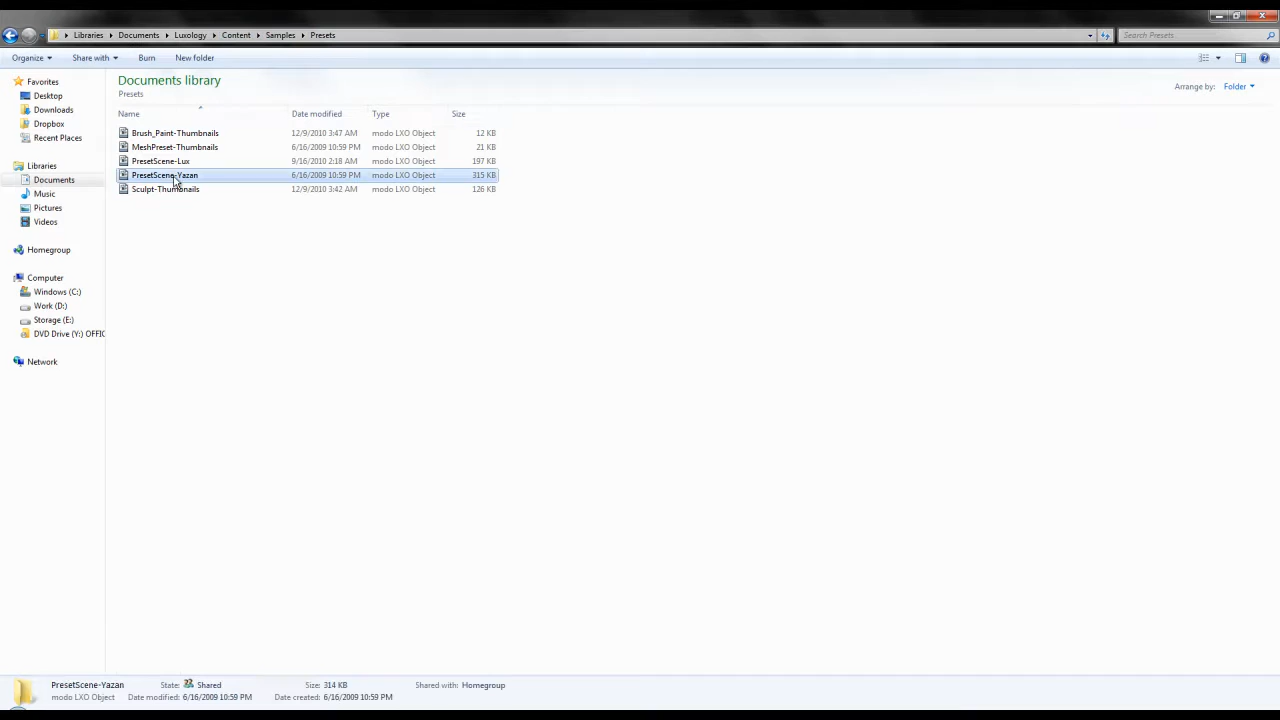 Libraries ▸ Documents ▸ Luxology ▸ Content ▸ Samples ▸ Presets
Search Presets
Organize ▾ Share with ▾ Burn New folder
Favorites
Desktop
Downloads
Dropbox
Recent Places
Libraries
Documents
Music
Pictures
Videos
Homegroup
Computer
Windows (C:)
Work (D:)
Storage (E:)
DVD Drive (Y:) OFFIC
Network
Documents library
Presets
Arrange by: Folder ▾
Name Date modified Type Size
Brush_Paint-Thumbnails 12/9/2010 3:47 AM modo LXO Object 12 KB
MeshPreset-Thumbnails 6/16/2009 10:59 PM modo LXO Object 21 KB
PresetScene-Lux 9/16/2010 2:18 AM modo LXO Object 197 KB
PresetScene-Yazan 6/16/2009 10:59 PM modo LXO Object 315 KB
Sculpt-Thumbnails 12/9/2010 3:42 AM modo LXO Object 126 KB
PresetScene-Yazan State: Shared Size: 314 KB Shared with: Homegroup
modo LXO Object Date modified: 6/16/2009 10:59 PM Date created: 6/16/2009 10:59 PM